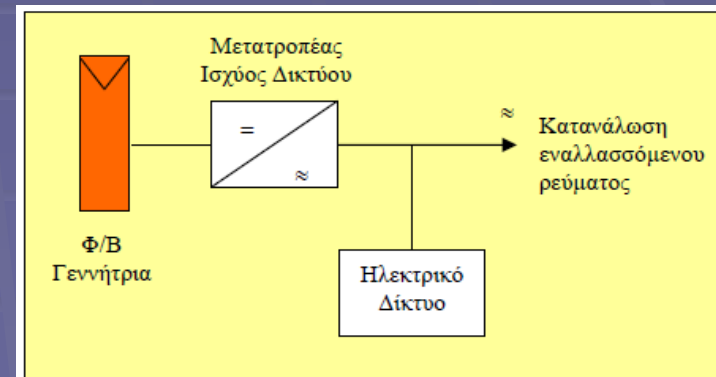 Μετατροπέας
Ισχύος Δικτύου
=
≈
≈
Κατανάλωση
εναλλασσόμενου
ρεύματος
Φ/Β
Γεννήτρια
Ηλεκτρικό
Δίκτυο